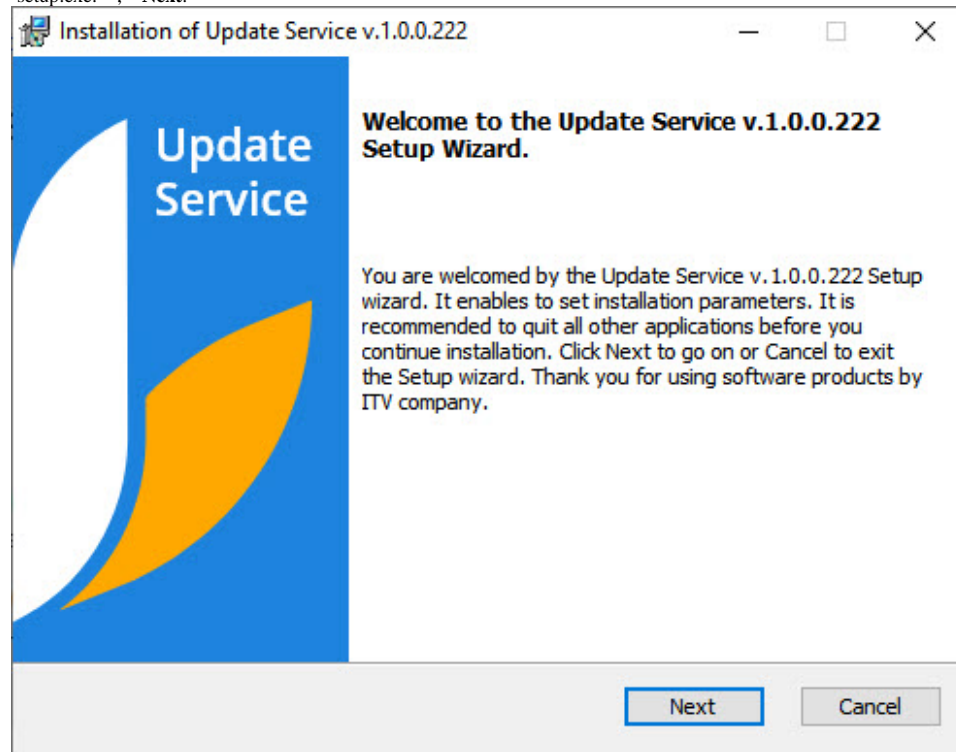 Installation of Update Service v.1.0.0.222
Update
Service
Welcome to the Update Service v.1.0.0.222
Setup Wizard.
You are welcomed by the Update Service v.1.0.0.222 Setup
wizard. It enables to set installation parameters. It is
recommended to quit all other applications before you
continue installation. Click Next to go on or Cancel to exit
the Setup wizard. Thank you for using software products by
ITV company.
Next
Cancel